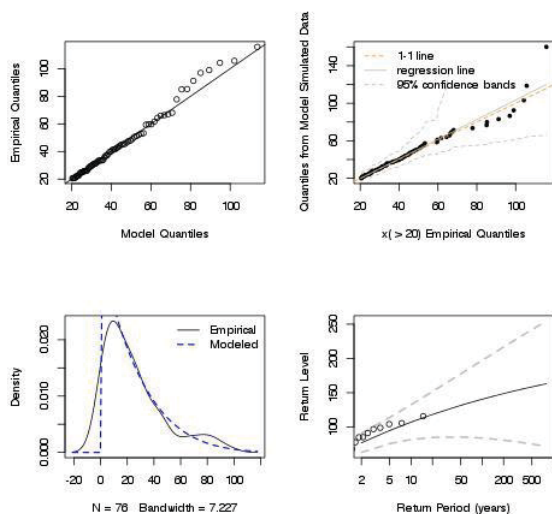 Empirical Quantiles
20
40
60
80
100
20 40 60 80 100
Model Quantiles
Quantiles from Model Simulated Data
20
60
100
140
1-1 line
regression line
95% confidence bands
20 40 60 80 100
x( > 20) Empirical Quantiles
Density
0.000
0.010
0.020
Empirical
Modeled
-20 0 20 40 60 80 120
N = 76 Bandwidth = 7.227
Return Level
100
150
200
250
2 5 10 50 200 500
Return Period (years)